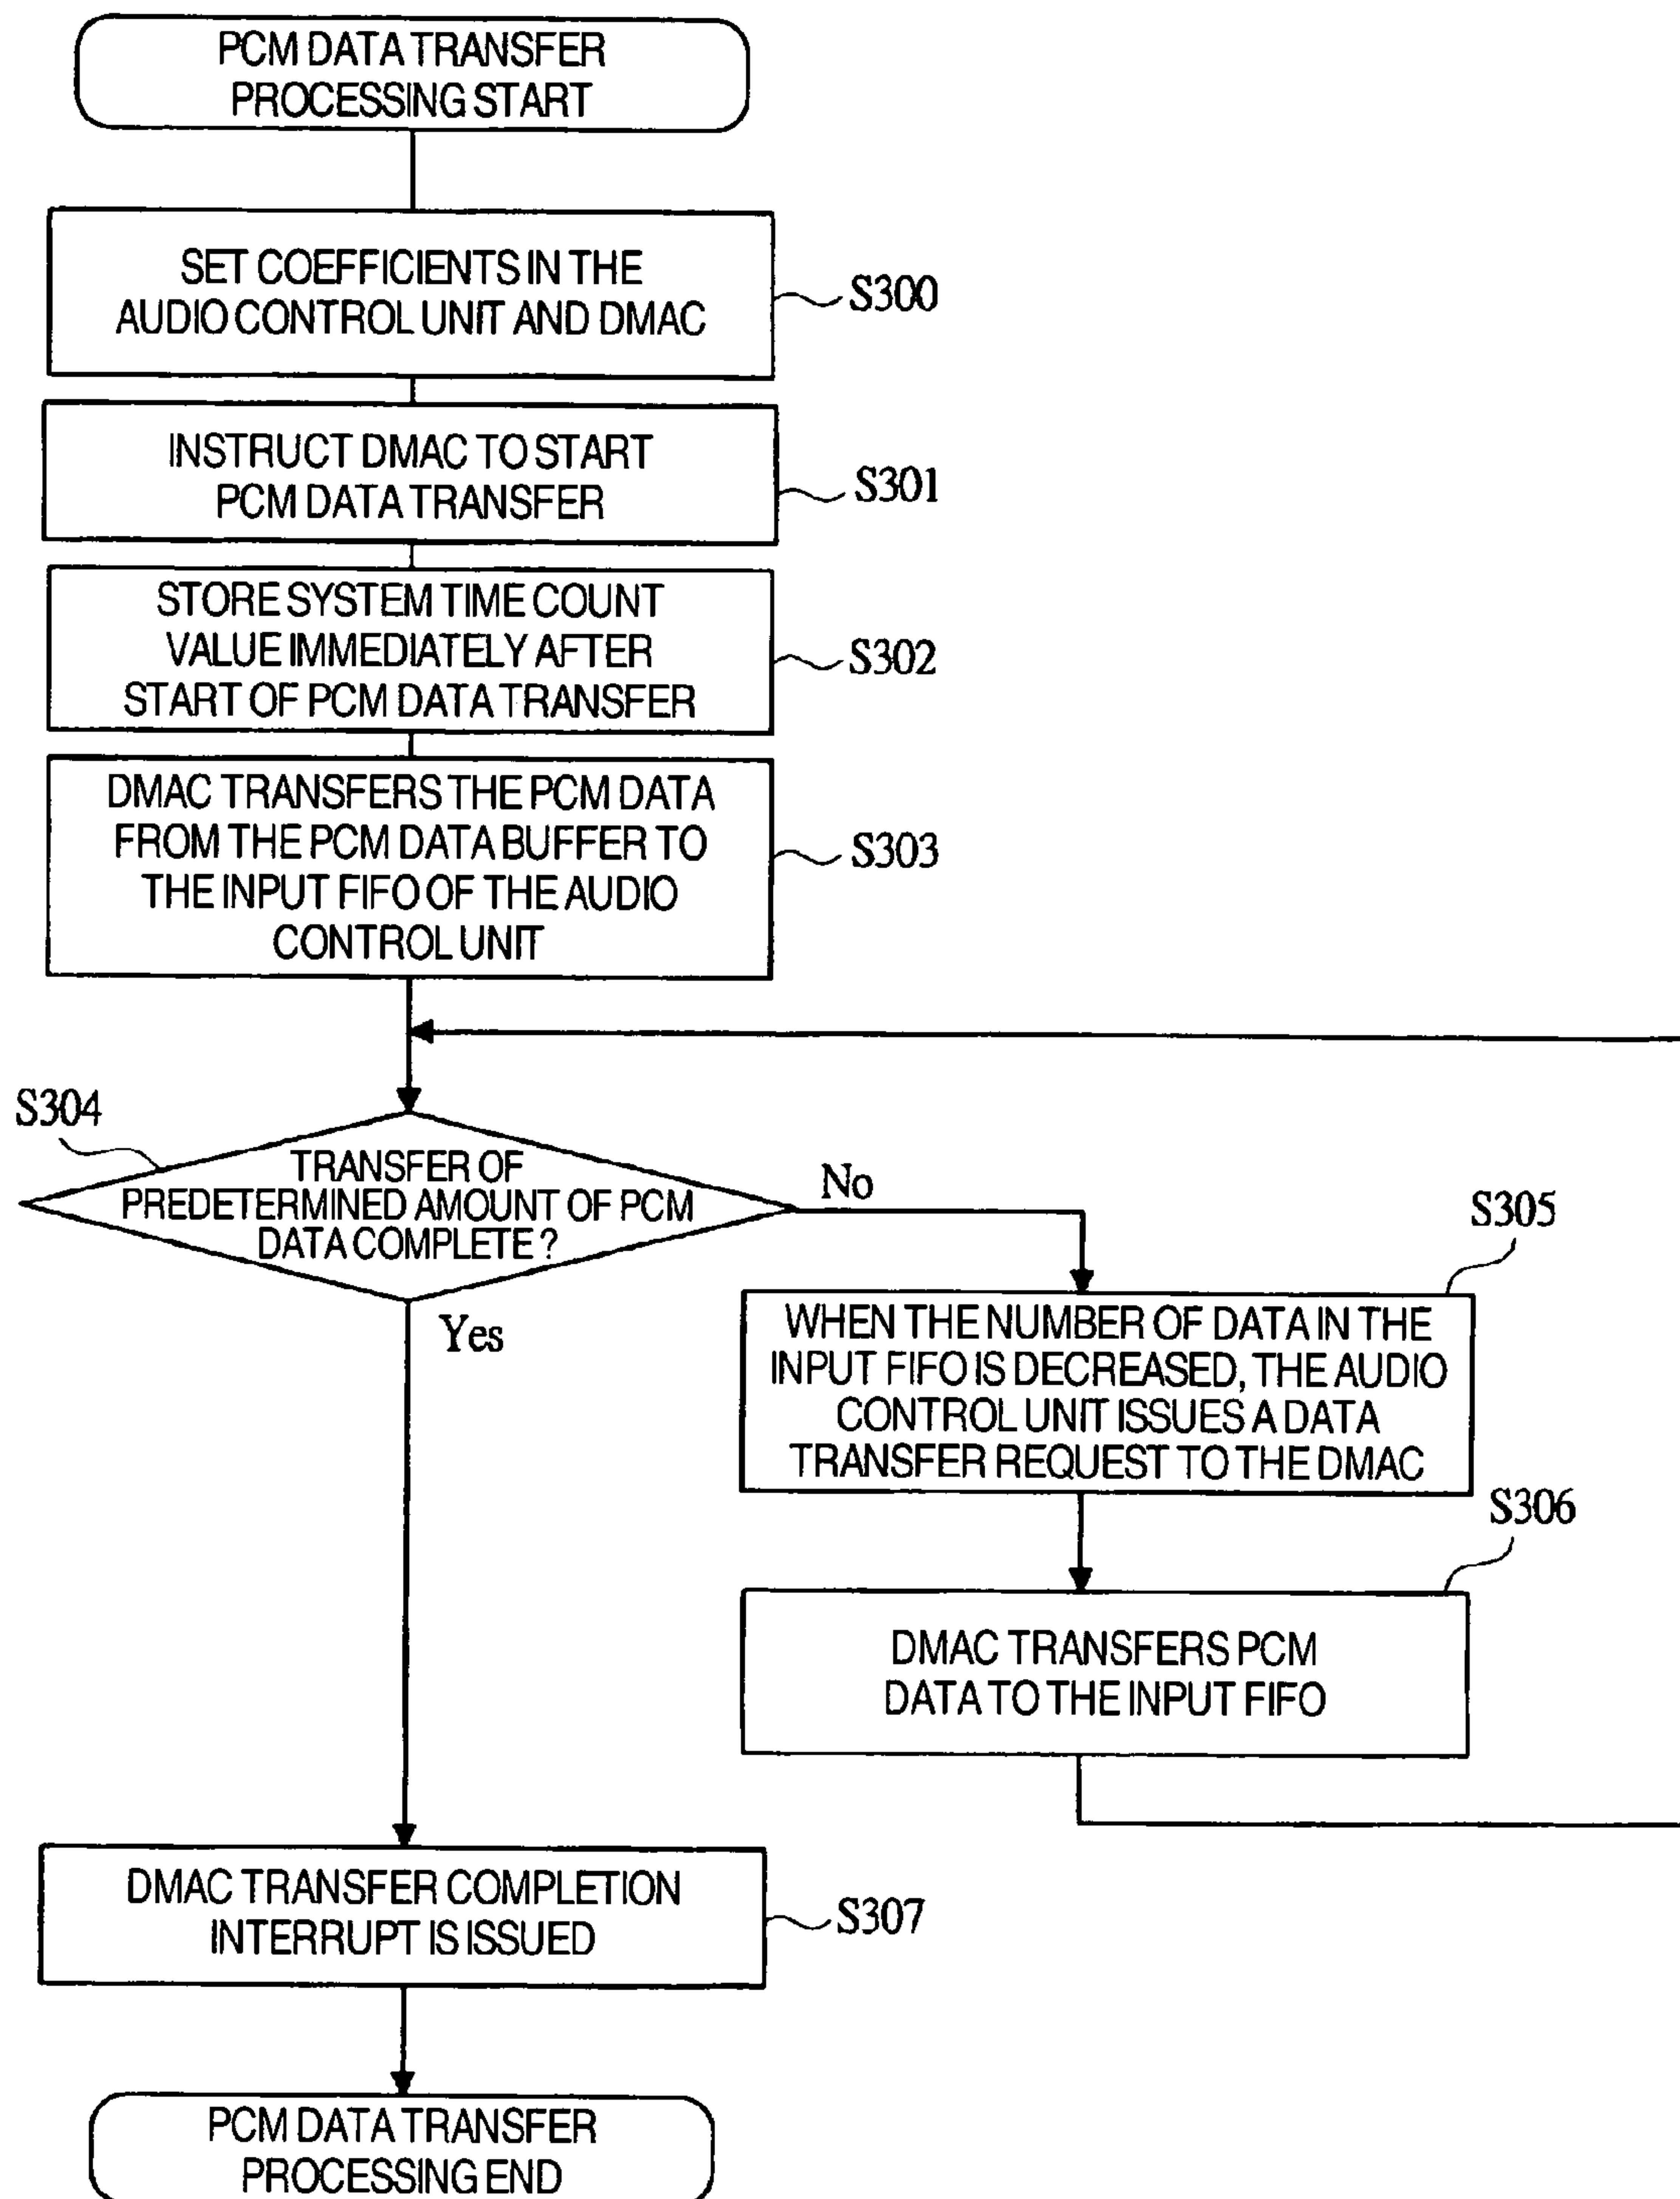 PCM DATA TRANSFER
PROCESSING START
SET COEFFICIENTS IN THE
AUDIO CONTROL UNIT AND DMAC
S300
INSTRUCT DMAC TO START
PCM DATA TRANSFER
S301
STORE SYSTEM TIME COUNT
VALUE IMMEDIATELY AFTER
START OF PCM DATA TRANSFER
S302
DMAC TRANSFERS THE PCM DATA
FROM THE PCM DATA BUFFER TO
THE INPUT FIFO OF THE AUDIO
CONTROL UNIT
S303
S304
TRANSFER OF
PREDETERMINED AMOUNT OF PCM
DATA COMPLETE ?
No
Yes
S305
WHEN THE NUMBER OF DATA IN THE
INPUT FIFO IS DECREASED, THE AUDIO
CONTROL UNIT ISSUES A DATA
TRANSFER REQUEST TO THE DMAC
S306
DMAC TRANSFERS PCM
DATA TO THE INPUT FIFO
DMAC TRANSFER COMPLETION
INTERRUPT IS ISSUED
S307
PCM DATA TRANSFER
PROCESSING END